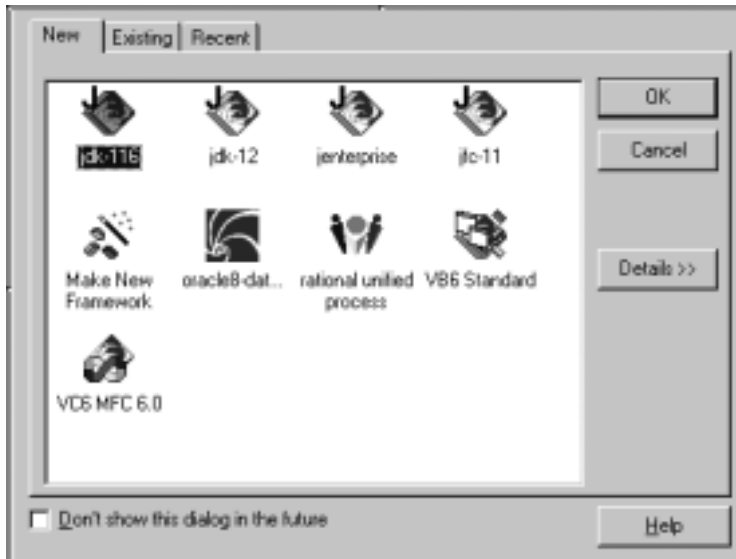 New Existing Recent
OK
jdk-116 jdk-12 jenterprise jfc-11
Cancel
Make New oracle8-dat... rational unified VB6 Standard
Framework process
Details >>
VC6 MFC 6.0
Don't show this dialog in the future
Help